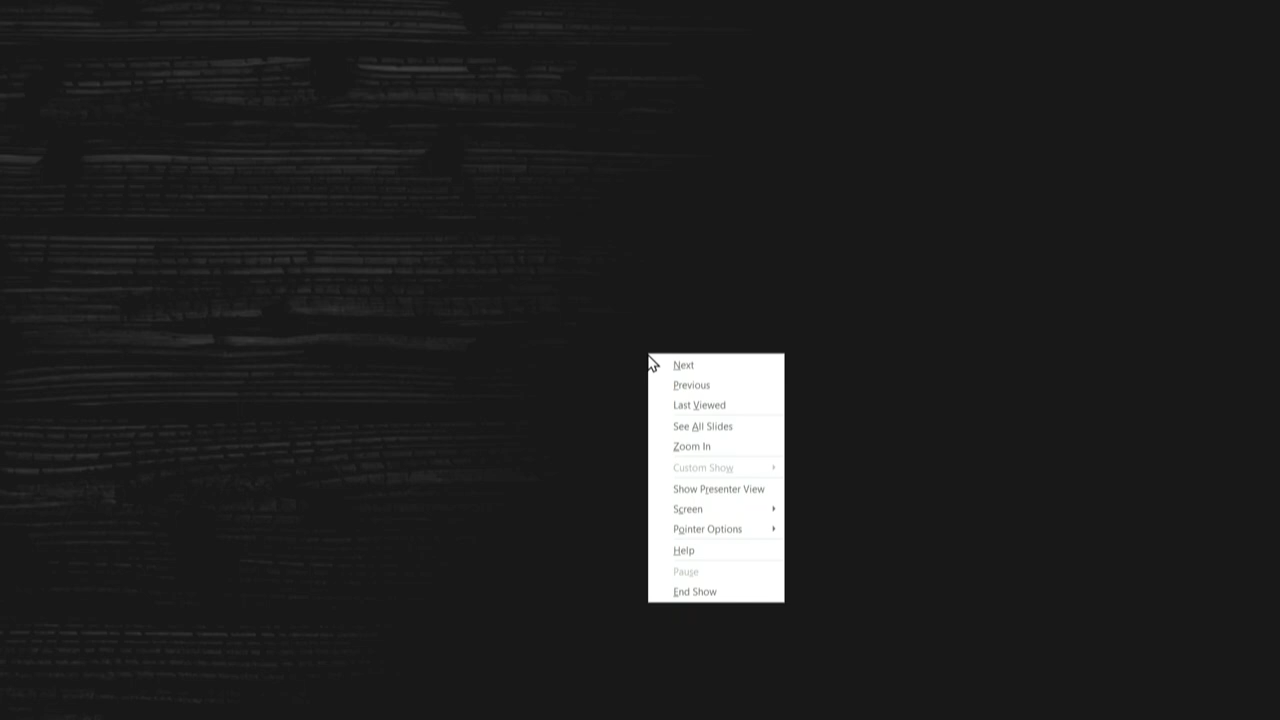 Next
Previous
Last Viewed
See All Slides
Zoom In
Custom Show
Show Presenter View
Screen
Pointer Options
Help
Pause
End Show